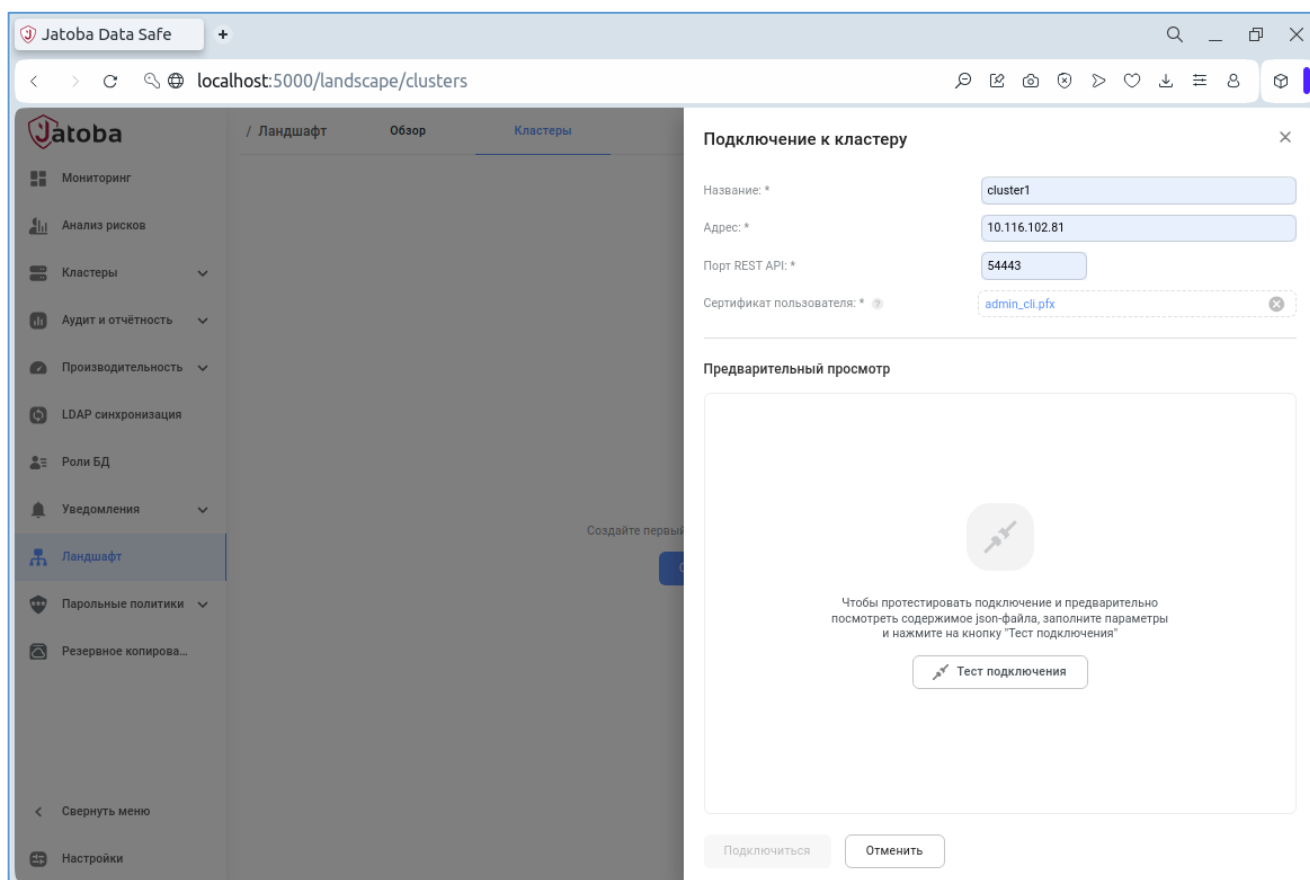 Jatoba Data Safe
localhost:5000/landscape/clusters
Jatoba
Мониторинг
Анализ рисков
Кластеры
Аудит и отчётность
Производительность
LDAP синхронизация
Роли БД
Уведомления
Ландшафт
Парольные политики
Резервное копирова...
Свернуть меню
Настройки
/ Ландшафт Обзор Кластеры
Создайте первый
Подключение к кластеру
Название: * cluster1
Адрес: * 10.116.102.81
Порт REST API: * 54443
Сертификат пользователя: * ? admin_cli.pfx
Предварительный просмотр
Чтобы протестировать подключение и предварительно
посмотреть содержимое json-файла, заполните параметры
и нажмите на кнопку "Тест подключения"
Тест подключения
Подключиться Отменить